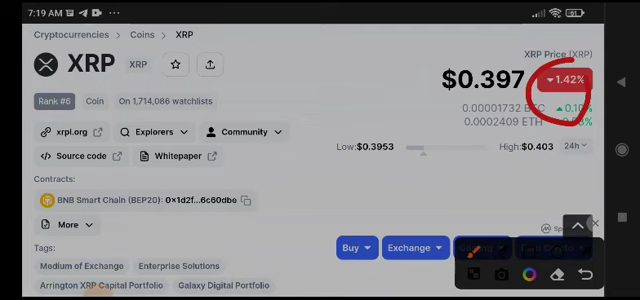 7:19 AM
61
Cryptocurrencies > Coins > XRP
XRP Price (XRP)
XRP XRP
$0.397 1.42%
0.00001732 BTC 0.10%
0.0002409 ETH
Rank #6 Coin On 1,714,086 watchlists
xrpl.org Explorers Community
Low: $0.3953 High: $0.403 24h
Source code Whitepaper
Contracts:
BNB Smart Chain (BEP20): 0x1d2f...6c60dbe
More
Buy Exchange
Tags:
Medium of Exchange Enterprise Solutions
Arrington XRP Capital Portfolio Galaxy Digital Portfolio